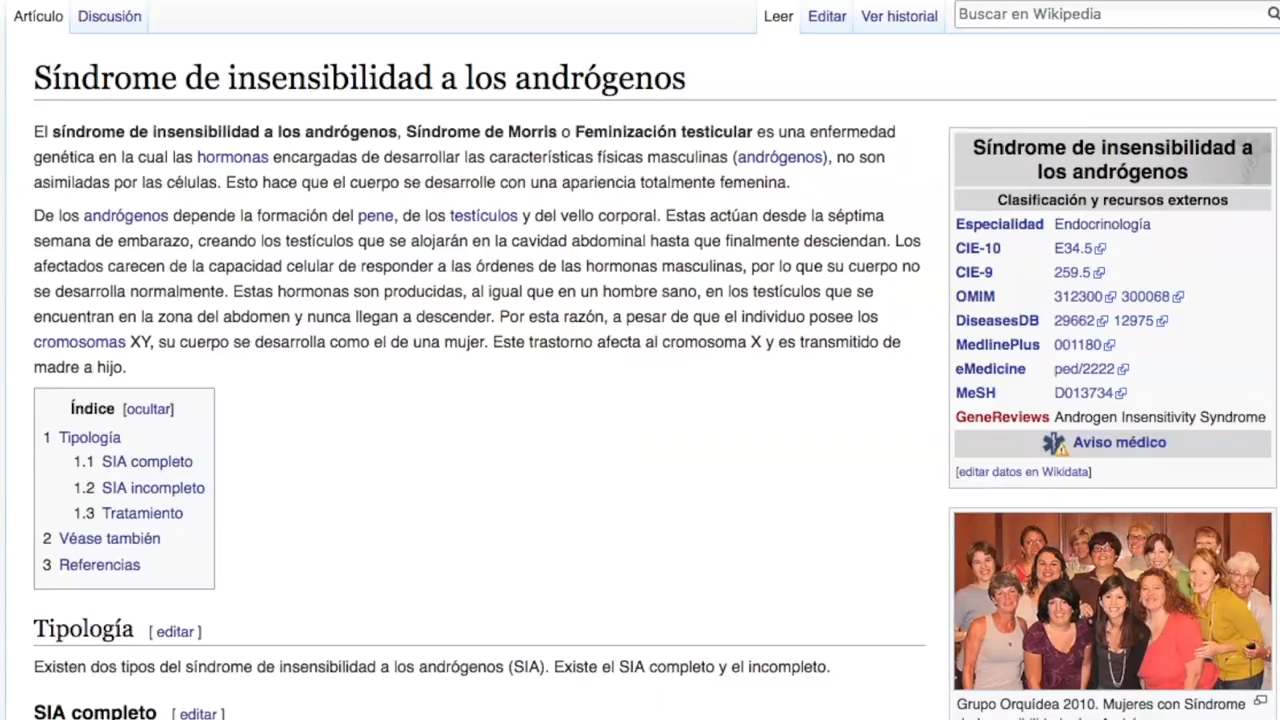 Artículo Discusión Leer Editar Ver historial Buscar en Wikipedia
Síndrome de insensibilidad a los andrógenos
El síndrome de insensibilidad a los andrógenos, Síndrome de Morris o Feminización testicular es una enfermedad
genética en la cual las hormonas encargadas de desarrollar las características físicas masculinas (andrógenos), no son
asimiladas por las células. Esto hace que el cuerpo se desarrolle con una apariencia totalmente femenina.
De los andrógenos depende la formación del pene, de los testículos y del vello corporal. Estas actúan desde la séptima
semana de embarazo, creando los testículos que se alojarán en la cavidad abdominal hasta que finalmente desciendan. Los
afectados carecen de la capacidad celular de responder a las órdenes de las hormonas masculinas, por lo que su cuerpo no
se desarrolla normalmente. Estas hormonas son producidas, al igual que en un hombre sano, en los testículos que se
encuentran en la zona del abdomen y nunca llegan a descender. Por esta razón, a pesar de que el individuo posee los
cromosomas XY, su cuerpo se desarrolla como el de una mujer. Este trastorno afecta al cromosoma X y es transmitido de
madre a hijo.
Índice [ocultar]
1 Tipología
1.1 SIA completo
1.2 SIA incompleto
1.3 Tratamiento
2 Véase también
3 Referencias
Tipología [ editar ]
Existen dos tipos del síndrome de insensibilidad a los andrógenos (SIA). Existe el SIA completo y el incompleto.
SIA completo [ editar ]
Síndrome de insensibilidad a
los andrógenos
Clasificación y recursos externos
Especialidad Endocrinología
CIE-10 E34.5
CIE-9 259.5
OMIM 312300 300068
DiseasesDB 29662 12975
MedlinePlus 001180
eMedicine ped/2222
MeSH D013734
GeneReviews Androgen Insensitivity Syndrome
Aviso médico
[editar datos en Wikidata]
Grupo Orquídea 2010. Mujeres con Síndrome